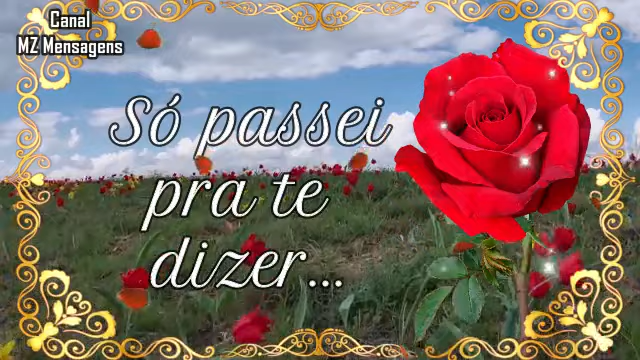 Canal
MZ Mensagens
Só passei
pra te
dizer...